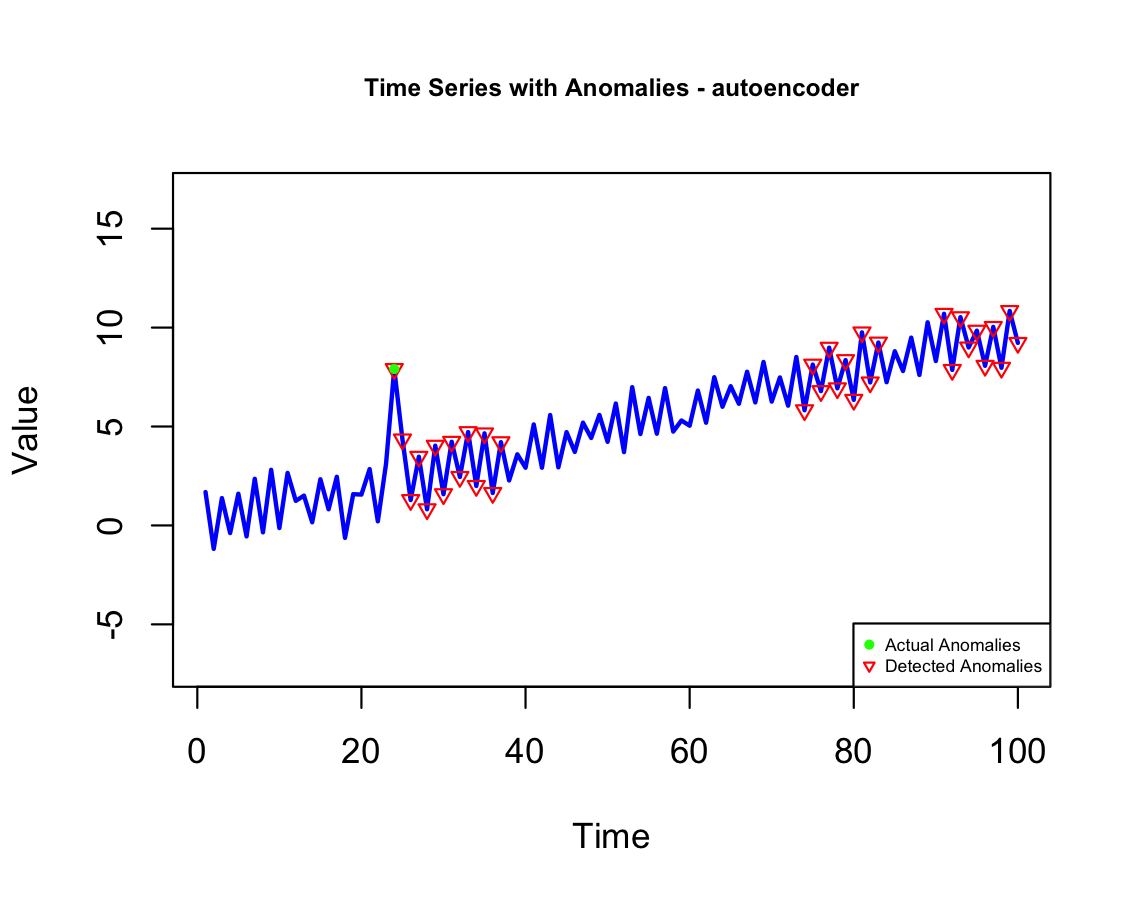 Time Series with Anomalies - autoencoder
Value
15
10
5
0
-5
Actual Anomalies
Detected Anomalies
0 20 40 60 80 100
Time